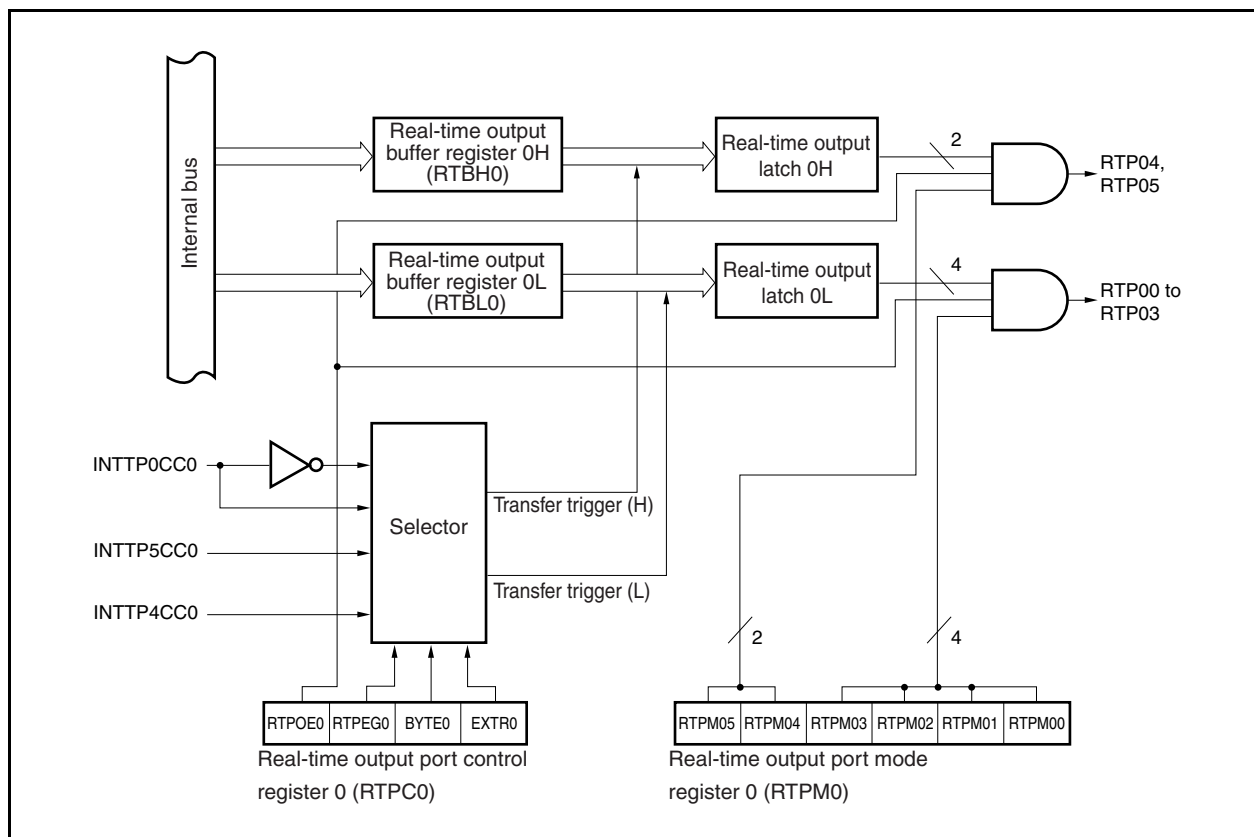 Internal bus
Real-time output
buffer register 0H
(RTBH0)
Real-time output
latch 0H
2
RTP04,
RTP05
Real-time output
buffer register 0L
(RTBL0)
Real-time output
latch 0L
4
RTP00 to
RTP03
INTTP0CC0
INTTP5CC0
INTTP4CC0
Selector
Transfer trigger (H)
Transfer trigger (L)
2
4
RTPOE0 RTPEG0 BYTE0 EXTR0
Real-time output port control
register 0 (RTPC0)
RTPM05 RTPM04 RTPM03 RTPM02 RTPM01 RTPM00
Real-time output port mode
register 0 (RTPM0)